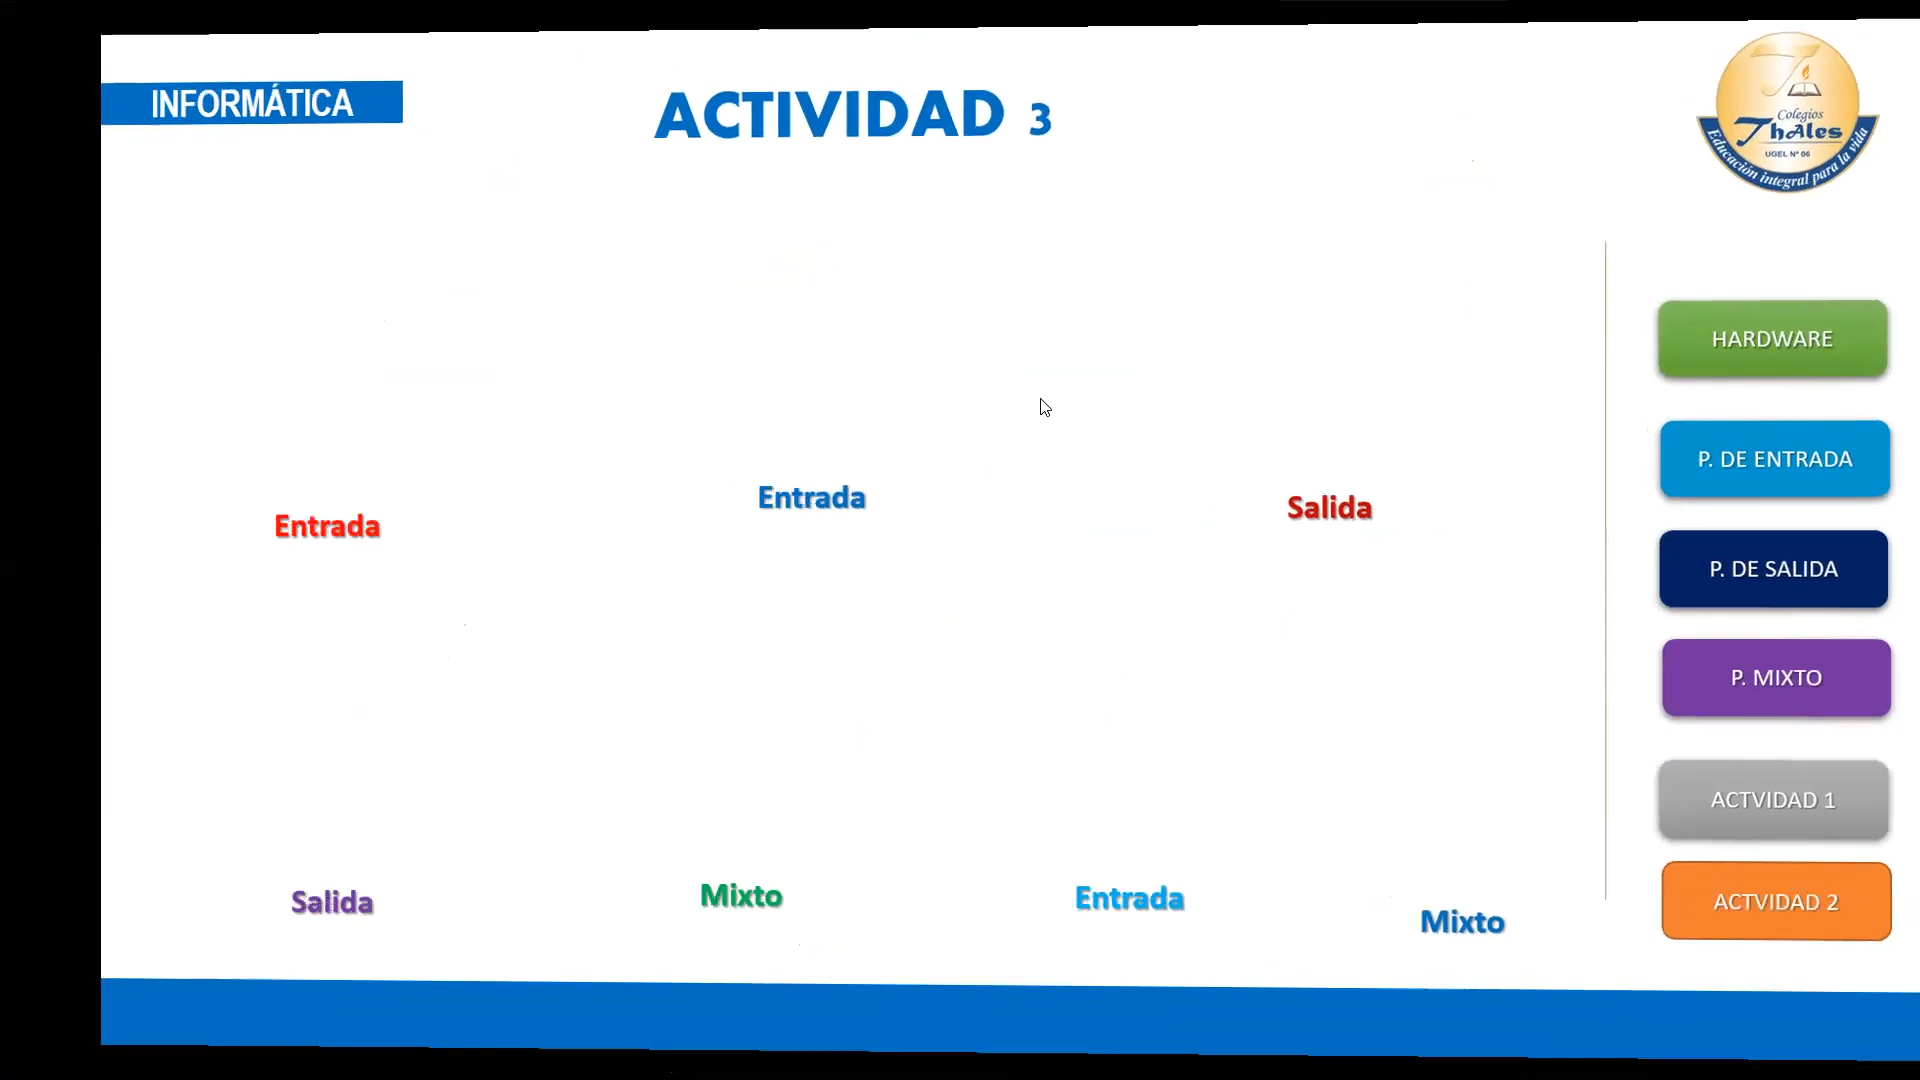 INFORMÁTICA
ACTIVIDAD 3
Colegios
Thales
UGEL Nº 06
Educación integral para la vida
HARDWARE
P. DE ENTRADA
P. DE SALIDA
P. MIXTO
ACTVIDAD 1
ACTVIDAD 2
Entrada
Entrada
Salida
Salida
Mixto
Entrada
Mixto